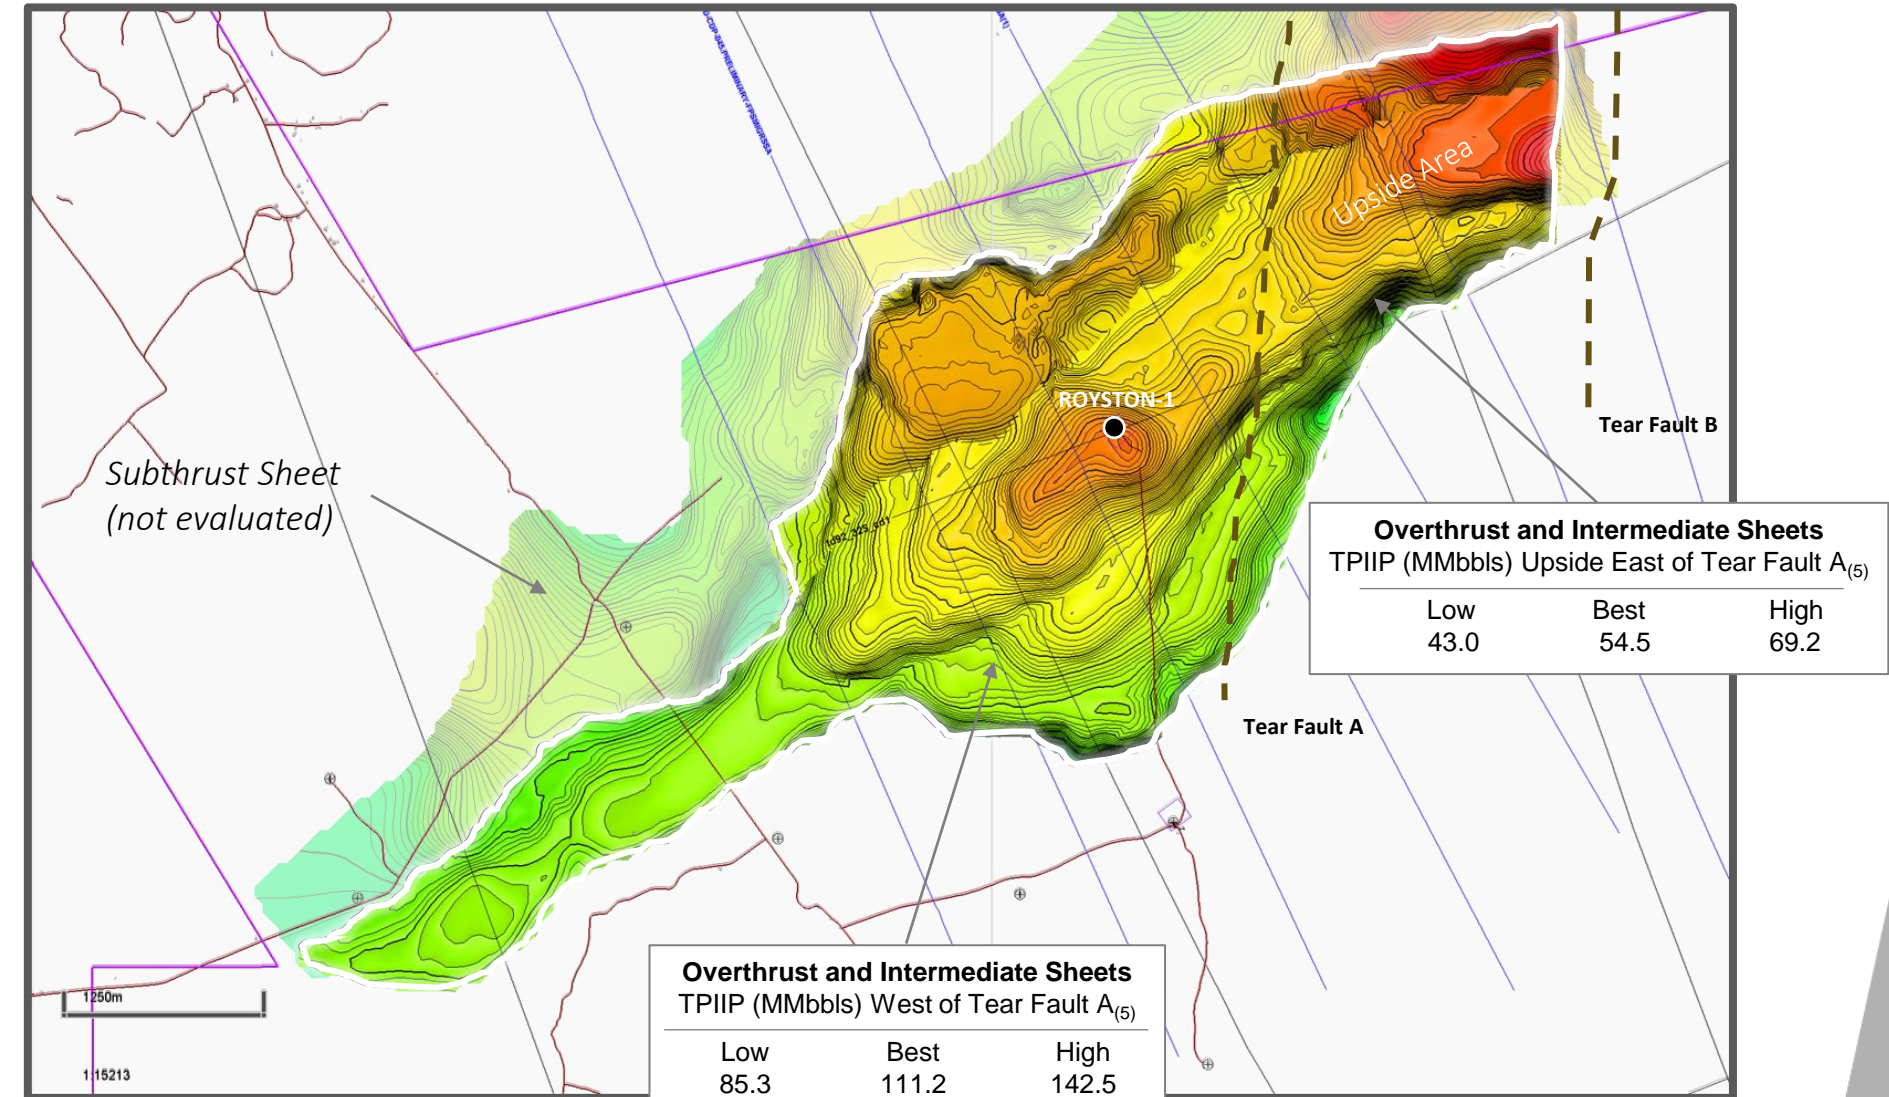 Upside Area
ROYSTON-1
Tear Fault B
Subthrust Sheet
(not evaluated)
td92_325_sd1
Overthrust and Intermediate Sheets
TPIIP (MMbbls) Upside East of Tear Fault A(5)
Low Best High
43.0 54.5 69.2
Tear Fault A
Overthrust and Intermediate Sheets
TPIIP (MMbbls) West of Tear Fault A(5)
Low Best High
85.3 111.2 142.5
1250m
1:15213